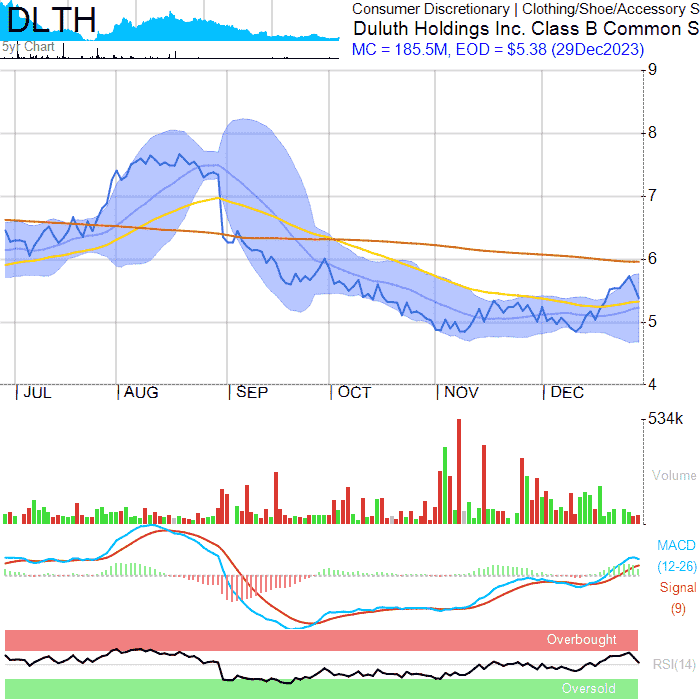 DLTH
5yr Chart
Consumer Discretionary | Clothing/Shoe/Accessory S
Duluth Holdings Inc. Class B Common S
MC = 185.5M, EOD = $5.38 (29Dec2023)
9
8
7
6
5
4
JUL AUG SEP OCT NOV DEC
534k
Volume
MACD
(12-26)
Signal
(9)
Overbought
RSI(14)
Oversold